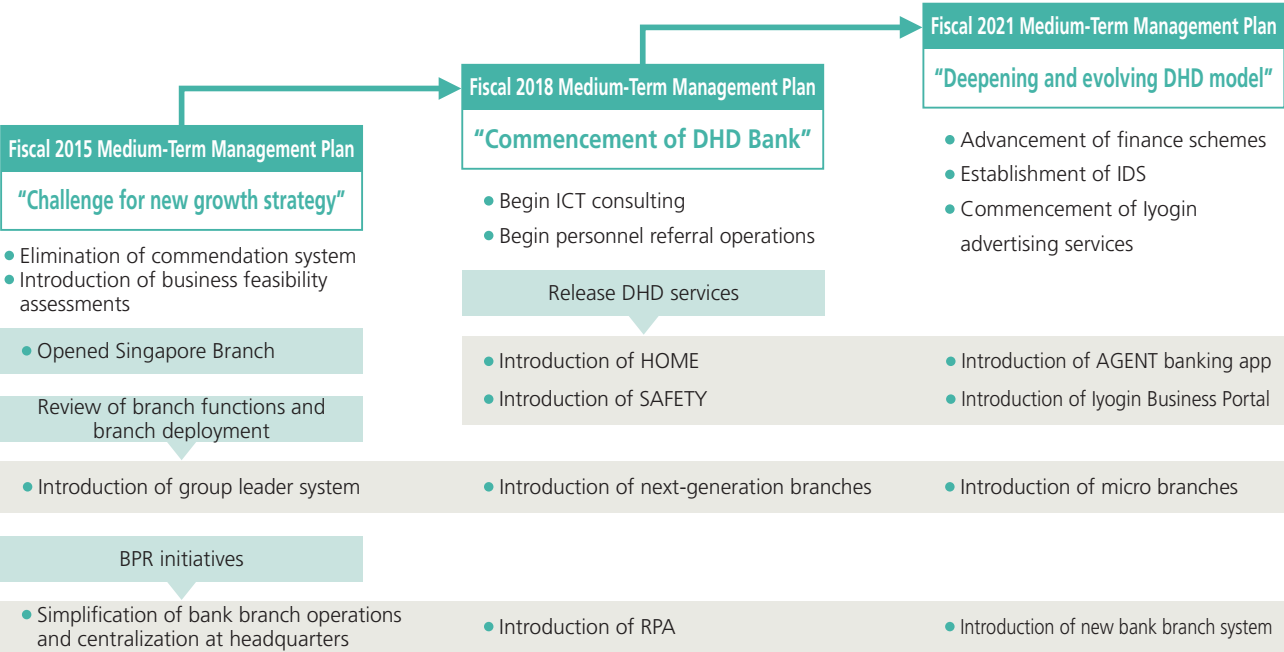 Fiscal 2015 Medium-Term Management Plan
“Challenge for new growth strategy”
• Elimination of commendation system
• Introduction of business feasibility
assessments
• Opened Singapore Branch
Review of branch functions and
branch deployment
• Introduction of group leader system
BPR initiatives
• Simplification of bank branch operations
and centralization at headquarters
Fiscal 2018 Medium-Term Management Plan
“Commencement of DHD Bank”
• Begin ICT consulting
• Begin personnel referral operations
Release DHD services
• Introduction of HOME
• Introduction of SAFETY
• Introduction of next-generation branches
• Introduction of RPA
Fiscal 2021 Medium-Term Management Plan
“Deepening and evolving DHD model”
• Advancement of finance schemes
• Establishment of IDS
• Commencement of Iyogin
advertising services
• Introduction of AGENT banking app
• Introduction of Iyogin Business Portal
• Introduction of micro branches
• Introduction of new bank branch system